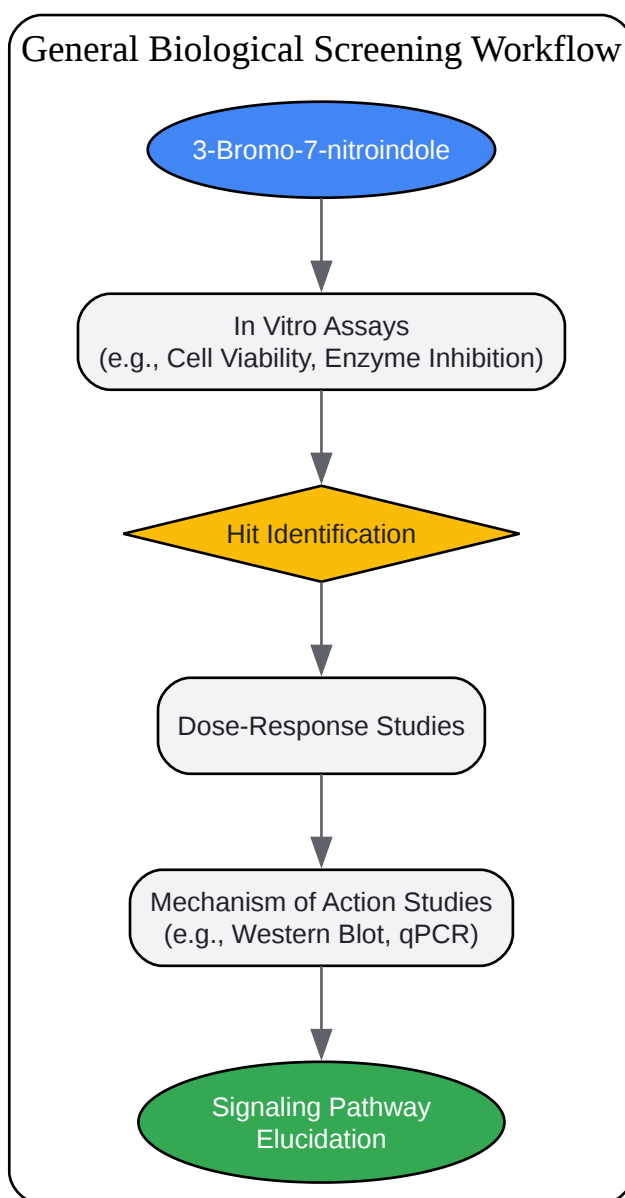 General Biological Screening Workflow
3-Bromo-7-nitroindole
In Vitro Assays
(e.g., Cell Viability, Enzyme Inhibition)
Hit Identification
Dose-Response Studies
Mechanism of Action Studies
(e.g., Western Blot, qPCR)
Signaling Pathway
Elucidation